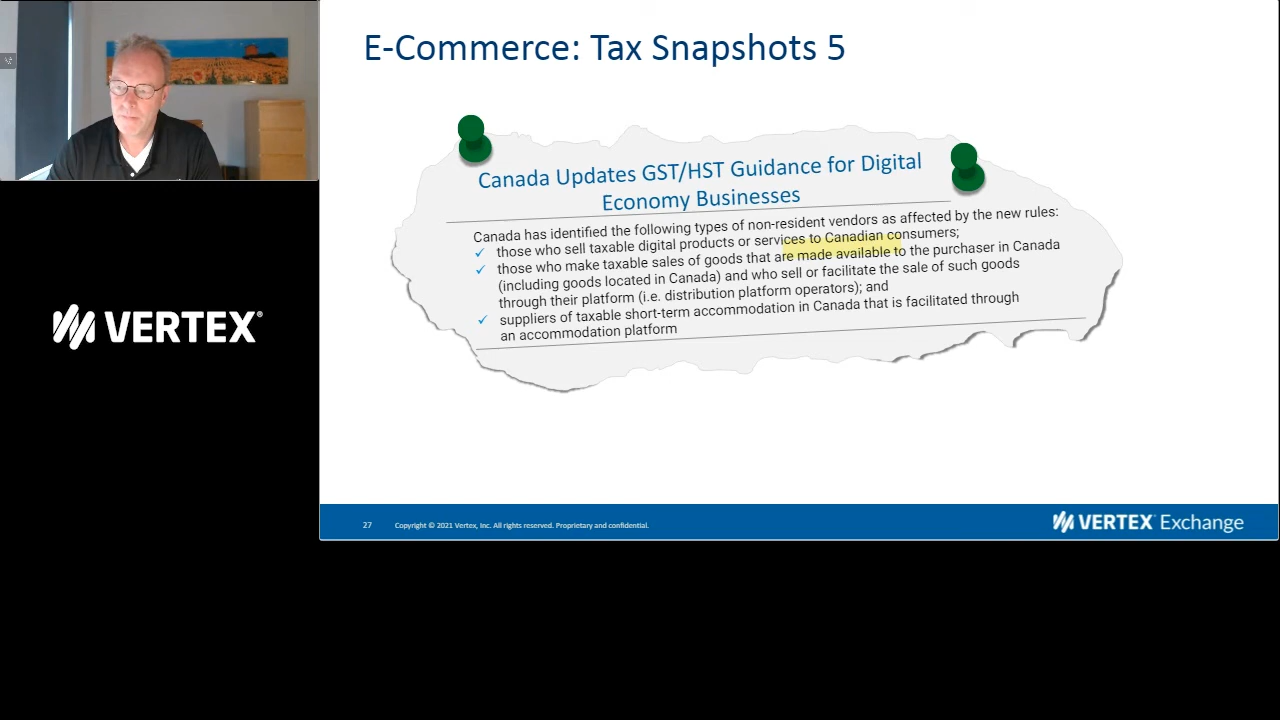 E-Commerce: Tax Snapshots 5
Canada Updates GST/HST Guidance for Digital
Economy Businesses
Canada has identified the following types of non-resident vendors as affected by the new rules:
✓ those who sell taxable digital products or services to Canadian consumers;
✓ those who make taxable sales of goods that are made available to the purchaser in Canada
(including goods located in Canada) and who sell or facilitate the sale of such goods
through their platform (i.e. distribution platform operators); and
✓ suppliers of taxable short-term accommodation in Canada that is facilitated through
an accommodation platform
VERTEX®
27 Copyright © 2021 Vertex, Inc. All rights reserved. Proprietary and confidential.
VERTEX Exchange